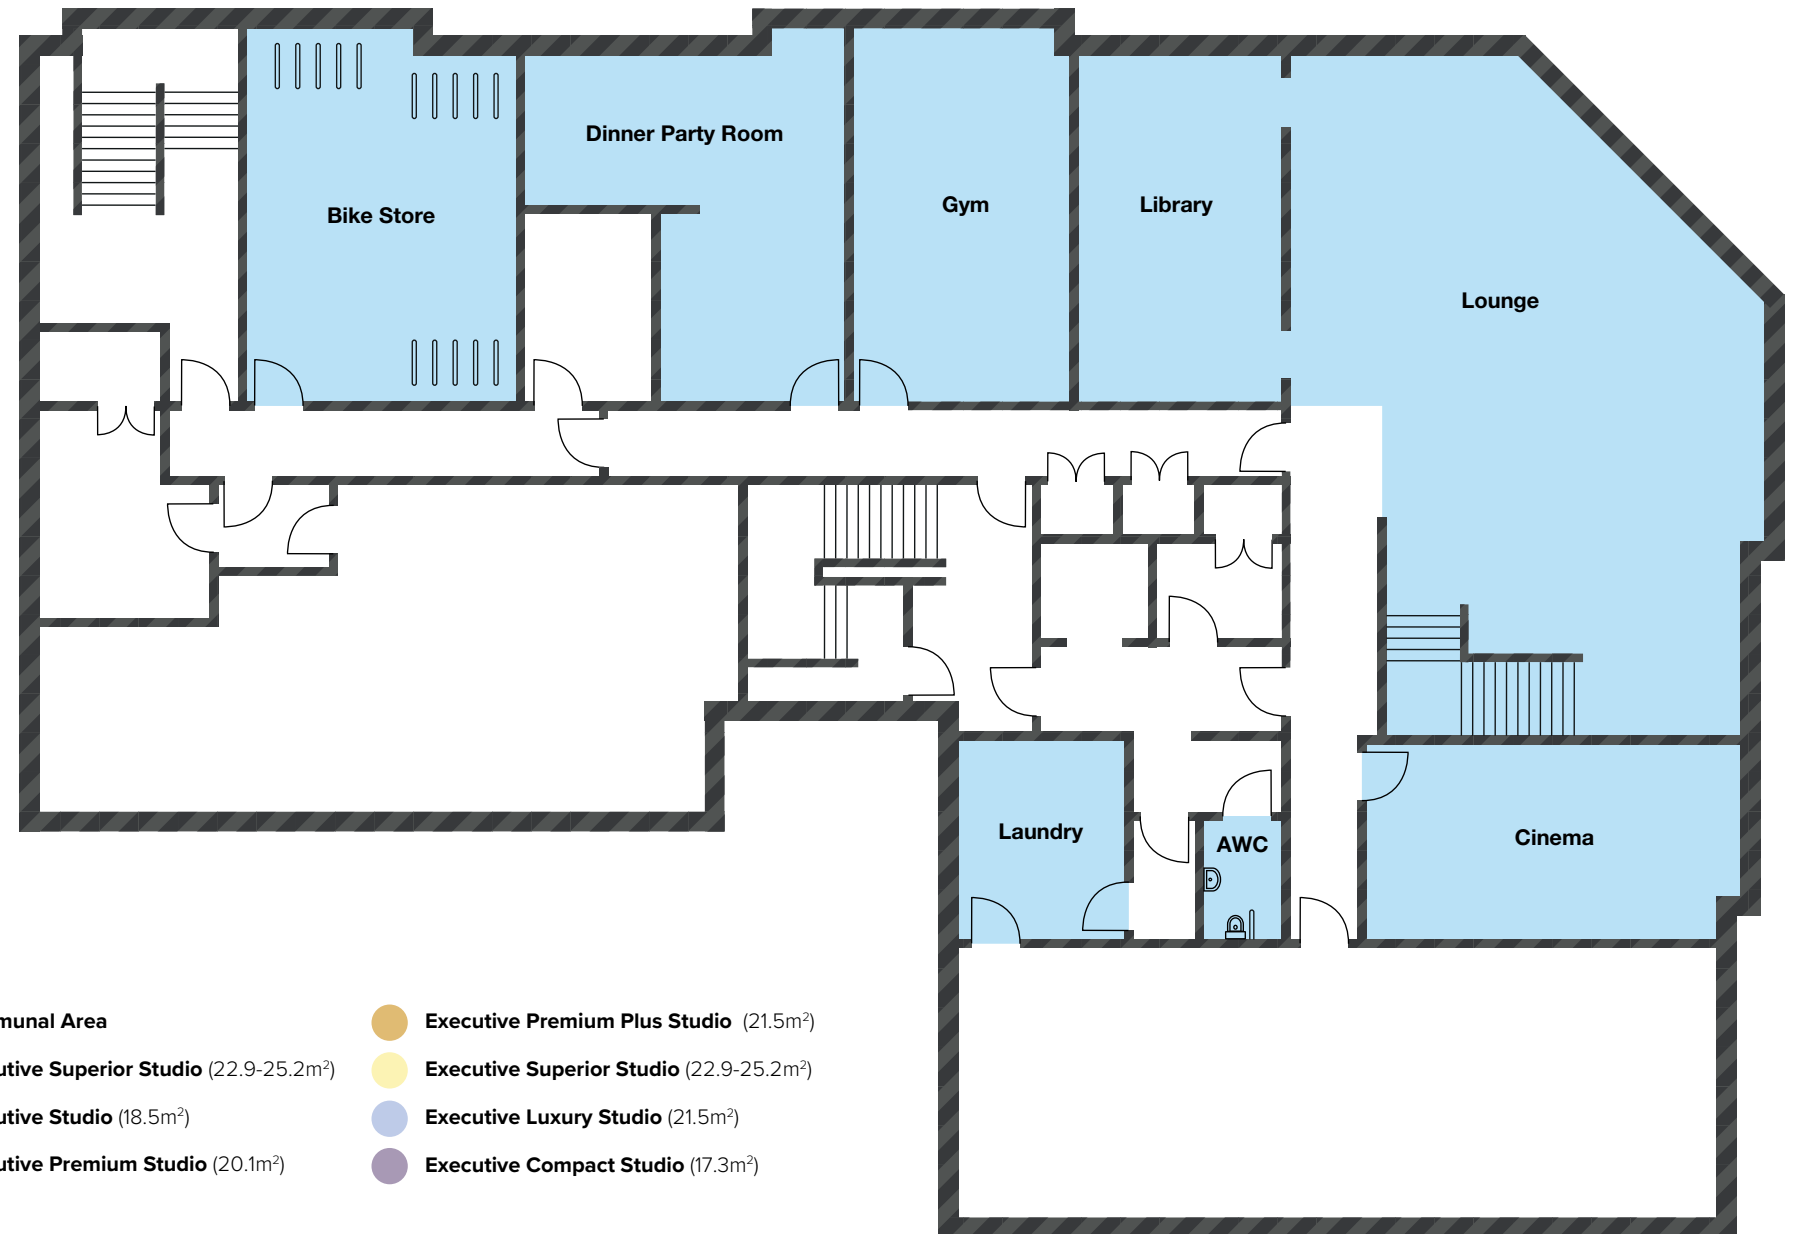 Dinner Party Room
Bike Store
Gym
Library
Lounge
Laundry
AWC
Cinema
munal Area
utive Superior Studio (22.9-25.2m²)
utive Studio (18.5m²)
utive Premium Studio (20.1m²)
Executive Premium Plus Studio (21.5m²)
Executive Superior Studio (22.9-25.2m²)
Executive Luxury Studio (21.5m²)
Executive Compact Studio (17.3m²)